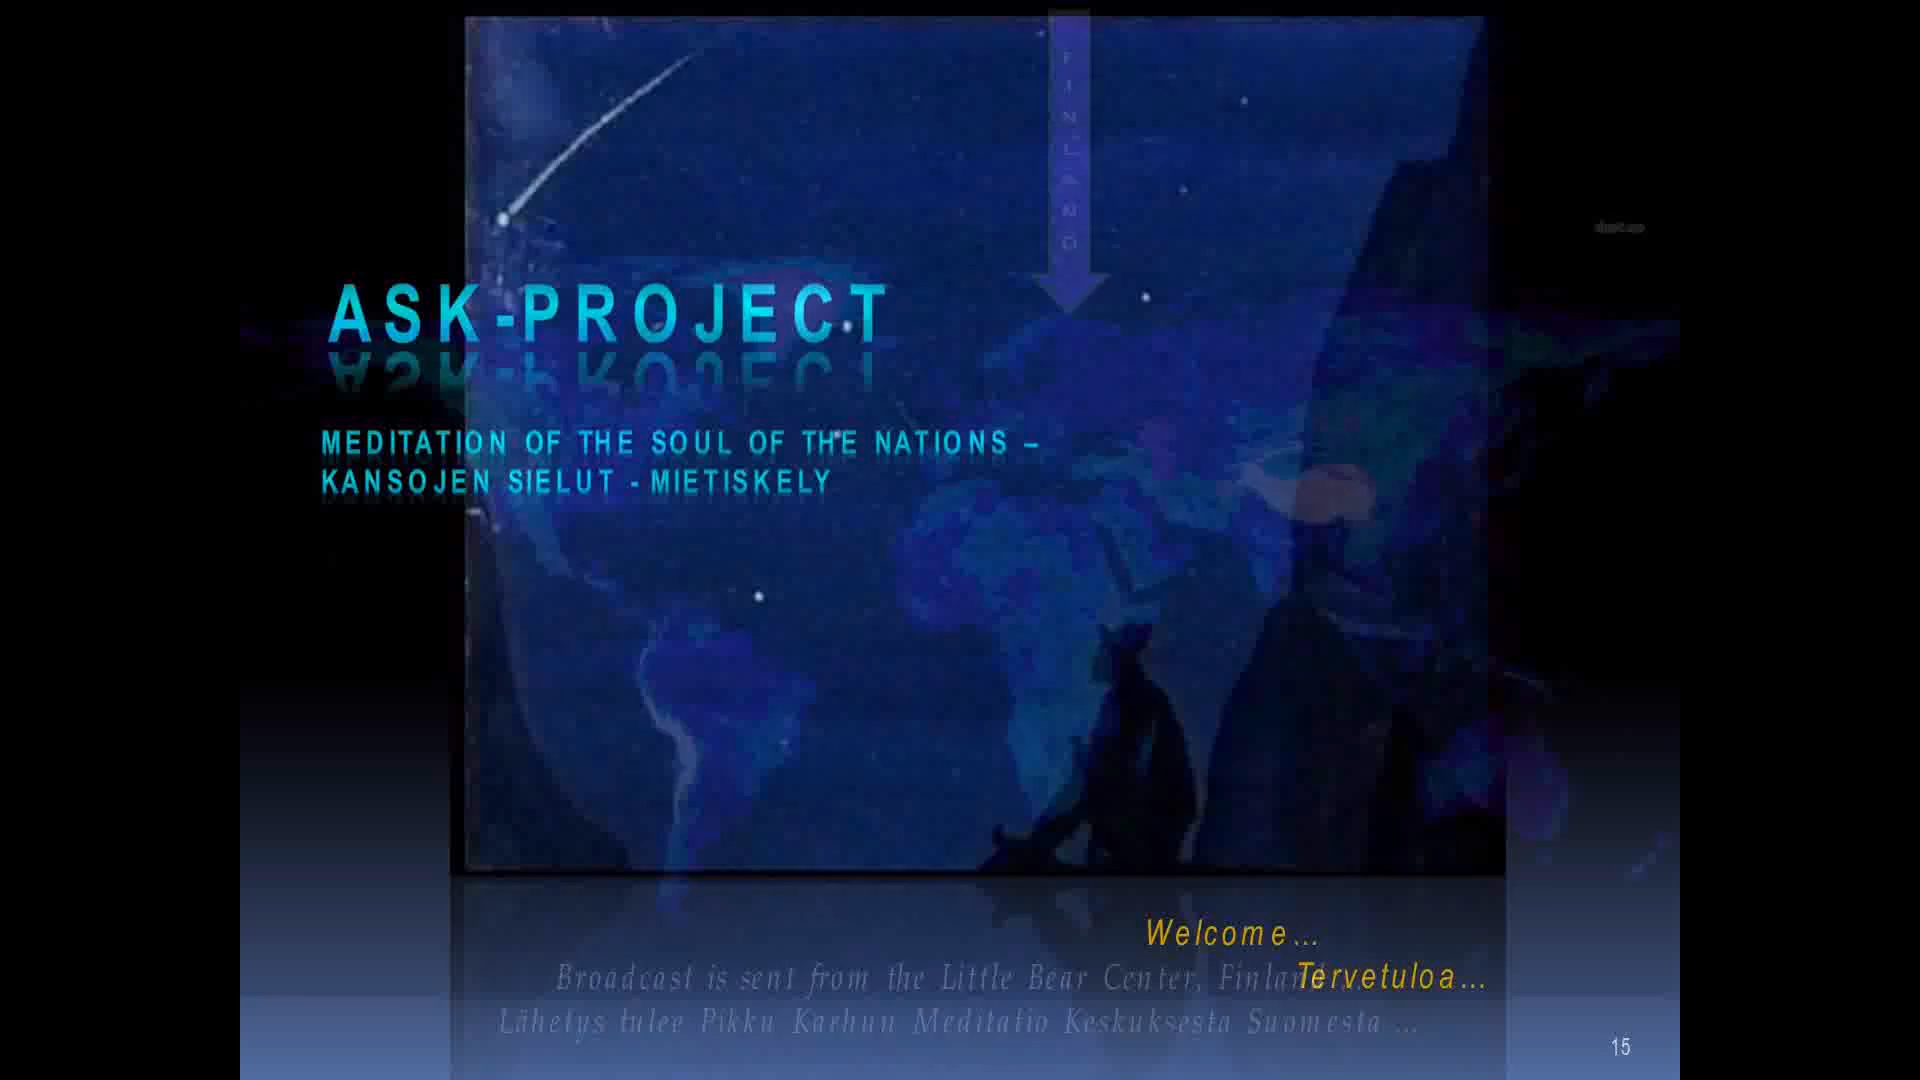 FINLAND
ASK-PROJECT
MEDITATION OF THE SOUL OF THE NATIONS –
KANSOJEN SIELUT - MIETISKELY
Welcome...
Broadcast is sent from the Little Bear Center, Finland
Tervetuloa...
Lähetys tulee Pikku Karhun Meditatio Keskuksesta Suomesta ...
15